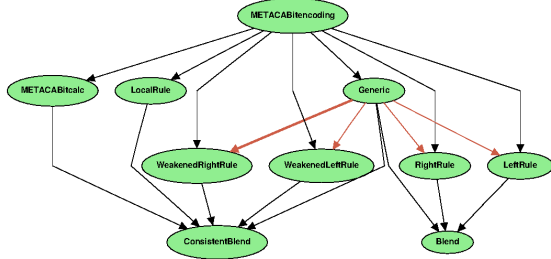 METACABitencoding
METACABitcalc
LocalRule
Generic
WeakenedRightRule
WeakenedLeftRule
RightRule
LeftRule
ConsistentBlend
Blend